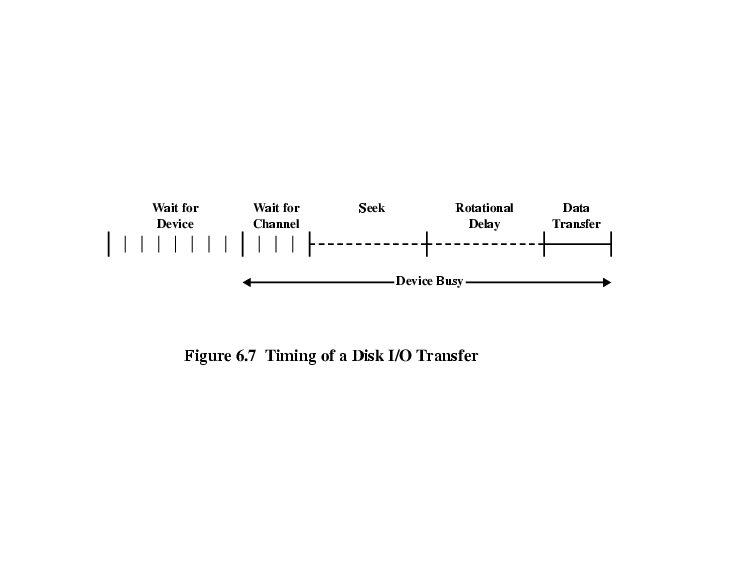 Wait for
Device
Wait for
Channel
Seek
Rotational
Delay
Data
Transfer
Device Busy
Figure 6.7 Timing of a Disk I/O Transfer